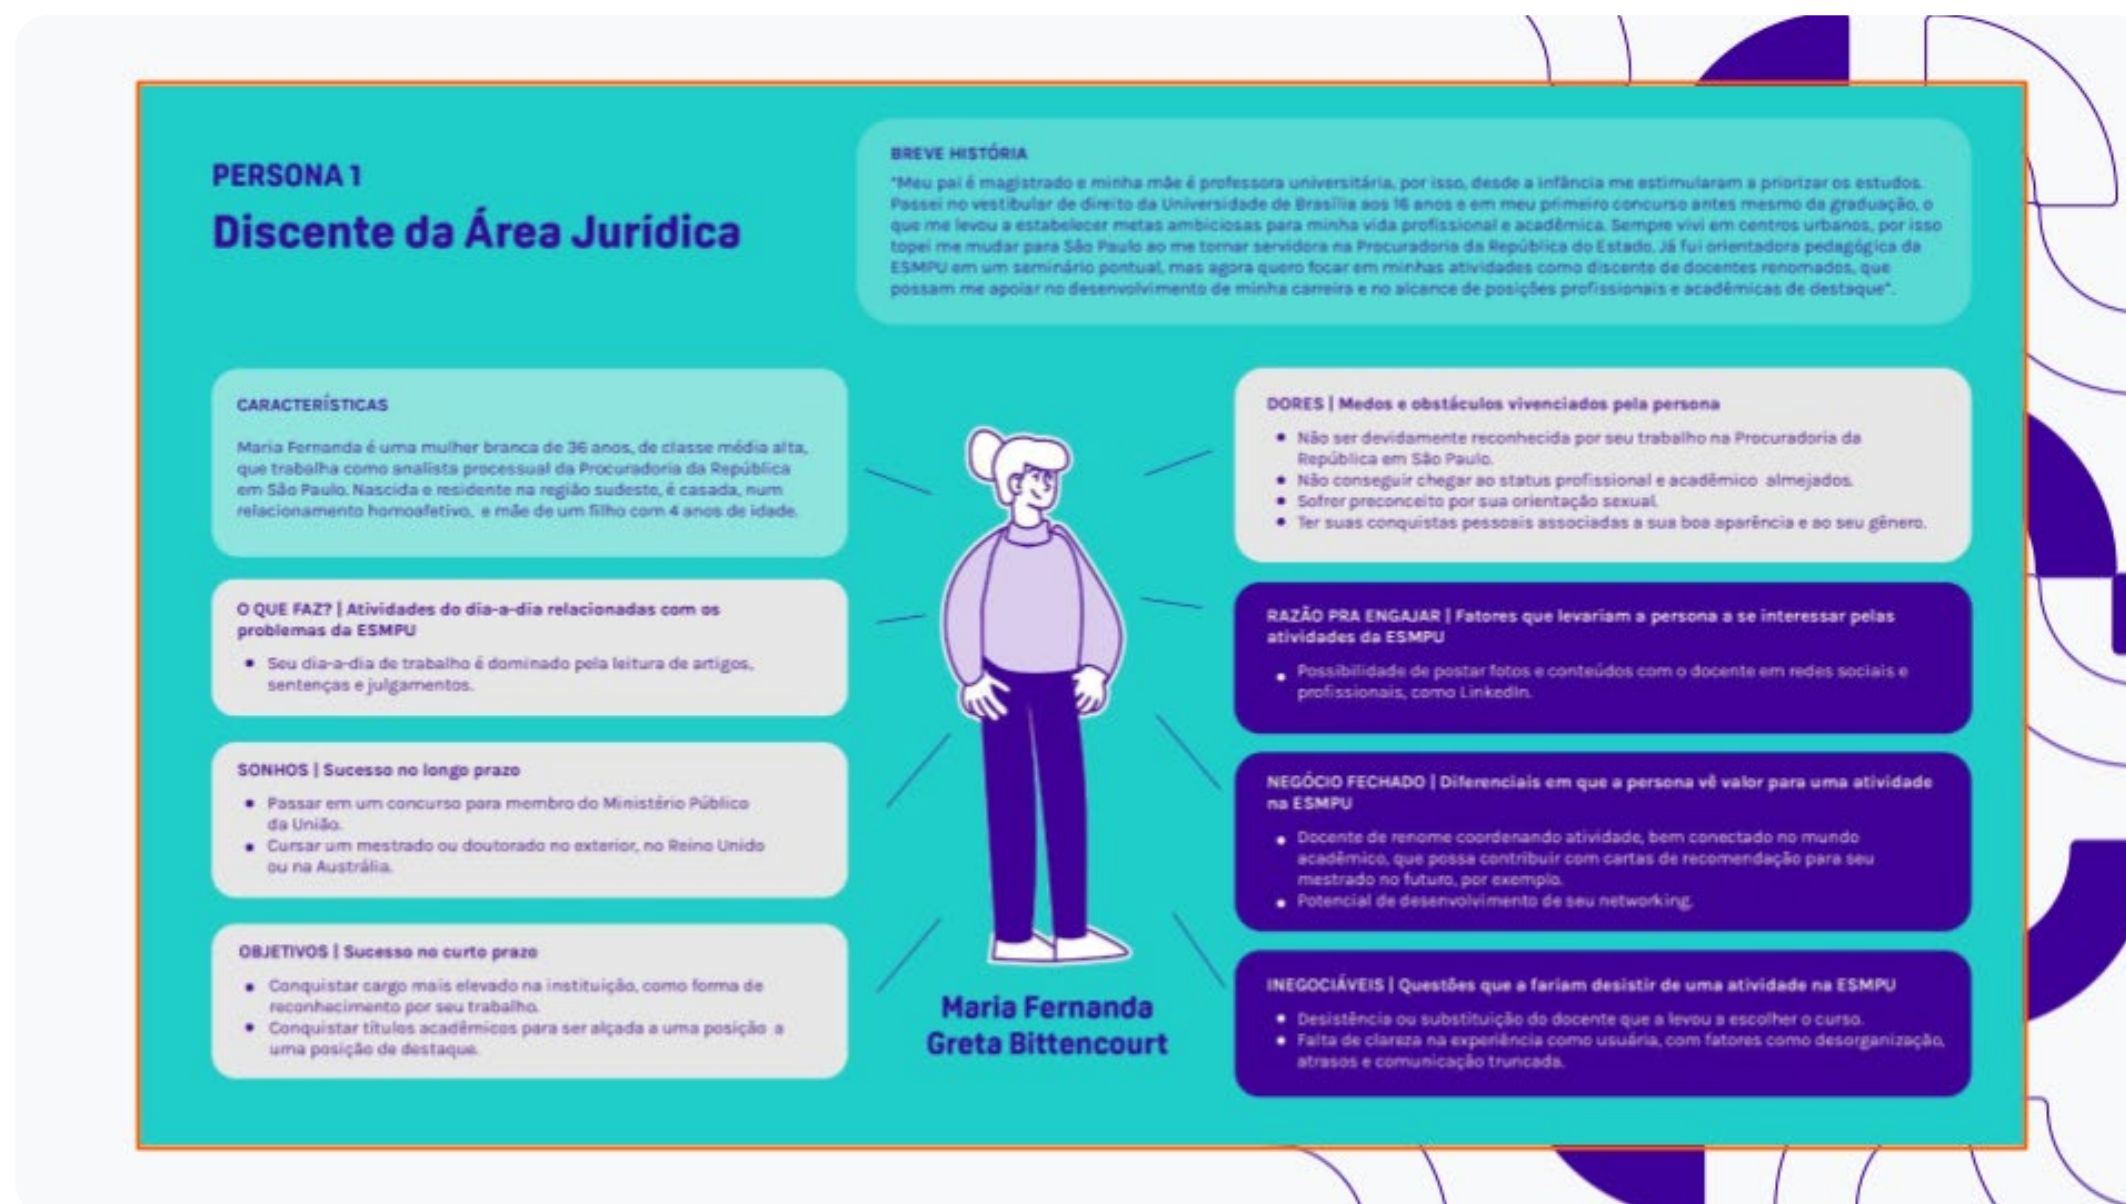 PERSONA 1
Discente da Área Jurídica
BREVE HISTÓRIA
"Meu pai é magistrado e minha mãe é professora universitária, por isso, desde a infância me estimularam a priorizar os estudos.
Passei no vestibular de direito da Universidade de Brasília aos 16 anos e em meu primeiro concurso antes mesmo da graduação, o
que me levou a estabelecer metas ambiciosas para minha vida profissional e acadêmica. Sempre vivi em centros urbanos, por isso
topei me mudar para São Paulo ao me tornar servidora na Procuradoria da República do Estado. Já fui orientadora pedagógica da
ESMPU em um seminário pontual, mas agora quero focar em minhas atividades como discente de docentes renomados, que
possam me apoiar no desenvolvimento de minha carreira e no alcance de posições profissionais e acadêmicas de destaque".
CARACTERÍSTICAS
Maria Fernanda é uma mulher branca de 36 anos, de classe média alta,
que trabalha como analista processual da Procuradoria da República
em São Paulo. Nascida e residente na região sudeste, é casada, num
relacionamento homoafetivo, e mãe de um filho com 4 anos de idade.
O QUE FAZ? | Atividades do dia-a-dia relacionadas com os
problemas da ESMPU
• Seu dia-a-dia de trabalho é dominado pela leitura de artigos,
sentenças e julgamentos.
SONHOS | Sucesso no longo prazo
• Passar em um concurso para membro do Ministério Público
da União.
• Cursar um mestrado ou doutorado no exterior, no Reino Unido
ou na Austrália.
OBJETIVOS | Sucesso no curto prazo
• Conquistar cargo mais elevado na instituição, como forma de
reconhecimento por seu trabalho.
• Conquistar títulos acadêmicos para ser alçada a uma posição a
uma posição de destaque.
Maria Fernanda
Greta Bittencourt
DORES | Medos e obstáculos vivenciados pela persona
• Não ser devidamente reconhecida por seu trabalho na Procuradoria da
República em São Paulo.
• Não conseguir chegar ao status profissional e acadêmico almejados.
• Sofrer preconceito por sua orientação sexual.
• Ter suas conquistas pessoais associadas a sua boa aparência e ao seu gênero.
RAZÃO PRA ENGAJAR | Fatores que levariam a persona a se interessar pelas
atividades da ESMPU
• Possibilidade de postar fotos e conteúdos com o docente em redes sociais e
profissionais, como LinkedIn.
NEGÓCIO FECHADO | Diferenciais em que a persona vê valor para uma atividade
na ESMPU
• Docente de renome coordenando atividade, bem conectado no mundo
acadêmico, que possa contribuir com cartas de recomendação para seu
mestrado no futuro, por exemplo.
• Potencial de desenvolvimento de seu networking.
INEGOCIÁVEIS | Questões que a fariam desistir de uma atividade na ESMPU
• Desistência ou substituição do docente que a levou a escolher o curso.
• Falta de clareza na experiência como usuária, com fatores como desorganização,
atrasos e comunicação truncada.